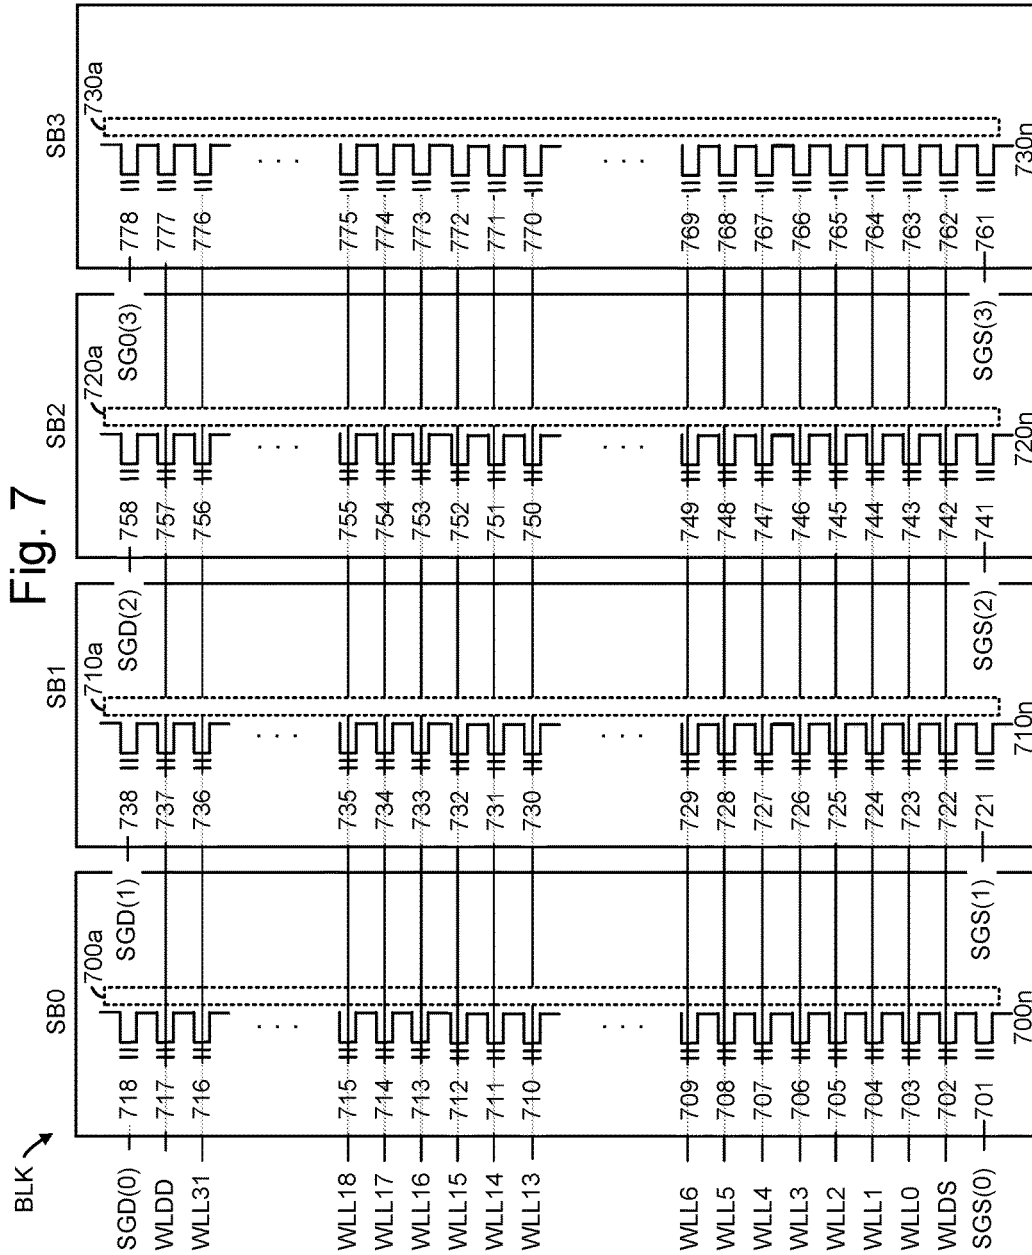 Fig. 7
BLK
SB0 SB1 SB2 SB3
700a 710a 720a 730a
SGD(0) 718 SGD(1) 738 SGD(2) 758 SG0(3) 778
WLDD 717 737 757 777
WLL31 716 736 756 776
. . . . . . . . . . . .
WLL18 715 735 755 775
WLL17 714 734 754 774
WLL16 713 733 753 773
WLL15 712 732 752 772
WLL14 711 731 751 771
WLL13 710 730 750 770
. . . . . . . . . . . .
WLL6 709 729 749 769
WLL5 708 728 748 768
WLL4 707 727 747 767
WLL3 706 726 746 766
WLL2 705 725 745 765
WLL1 704 724 744 764
WLL0 703 723 743 763
WLDS 702 722 742 762
SGS(0) 701 SGS(1) 721 SGS(2) 741 SGS(3) 761
700n 710n 720n 730n